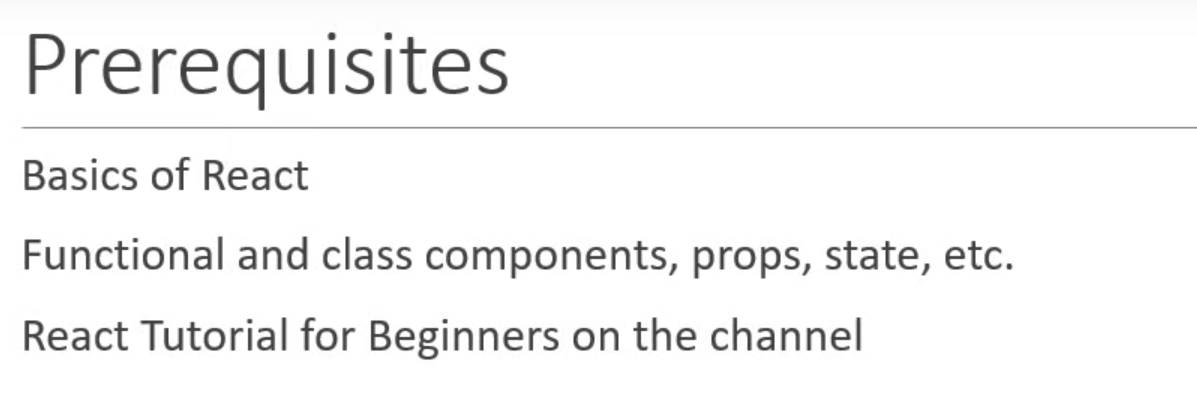 Prerequisites
Basics of React
Functional and class components, props, state, etc.
React Tutorial for Beginners on the channel